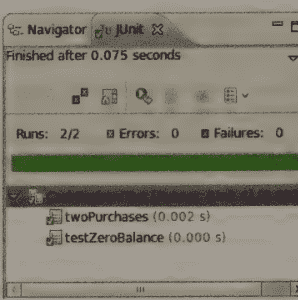 Navigator JUnit
Finished after 0.075 seconds
Runs: 2/2 Errors: 0 Failures: 0
twoPurchases (0.002 s)
testZeroBalance (0.000 s)